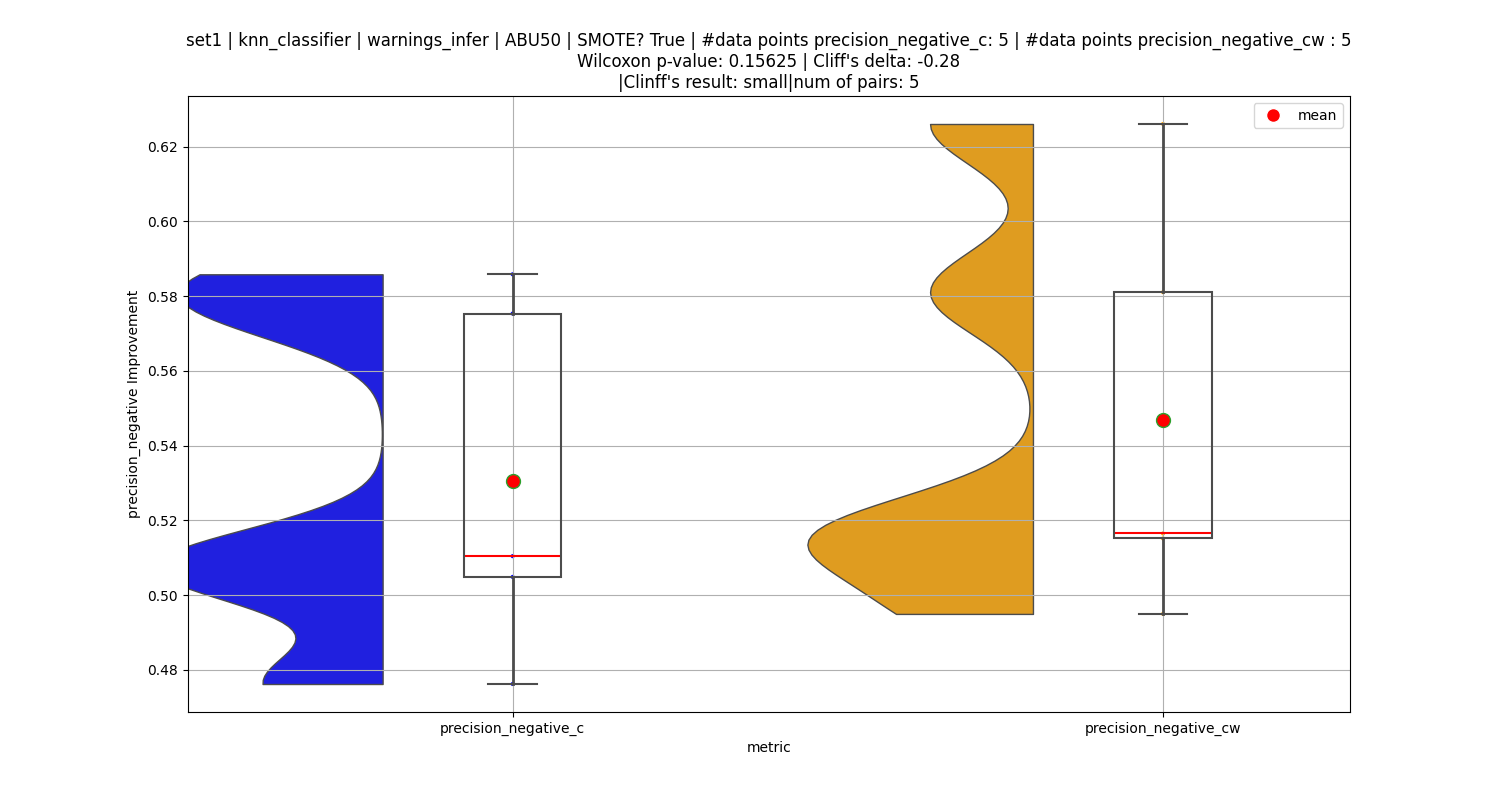 set1 | knn_classifier | warnings_infer | ABU50 | SMOTE? True | #data points precision_negative_c: 5 | #data points precision_negative_cw : 5
Wilcoxon p-value: 0.15625 | Cliff's delta: -0.28
|Clinff's result: small|num of pairs: 5
mean
0.62
0.60
0.58
0.56
0.54
0.52
0.50
0.48
precision_negative Improvement
precision_negative_c
precision_negative_cw
metric